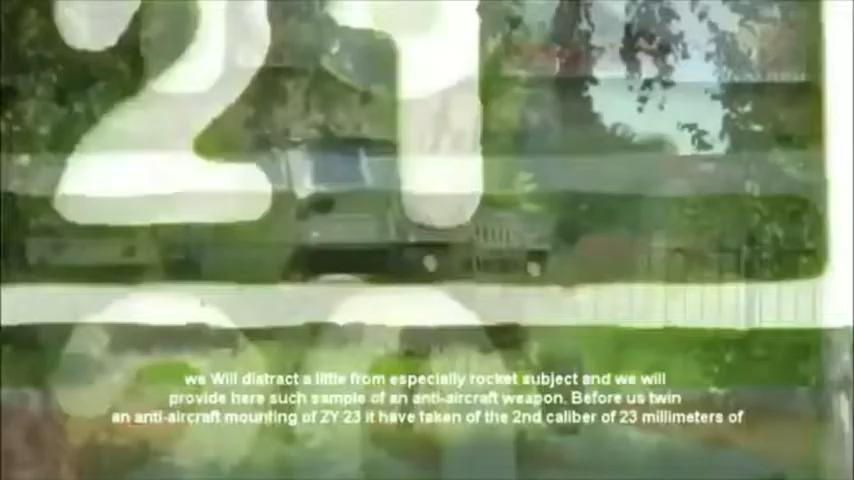 21
we Will distract a little from especially rocket subject and we will
provide here such sample of an anti-aircraft weapon. Before us twin
an anti-aircraft mounting of ZY 23 it have taken of the 2nd caliber of 23 millimeters of